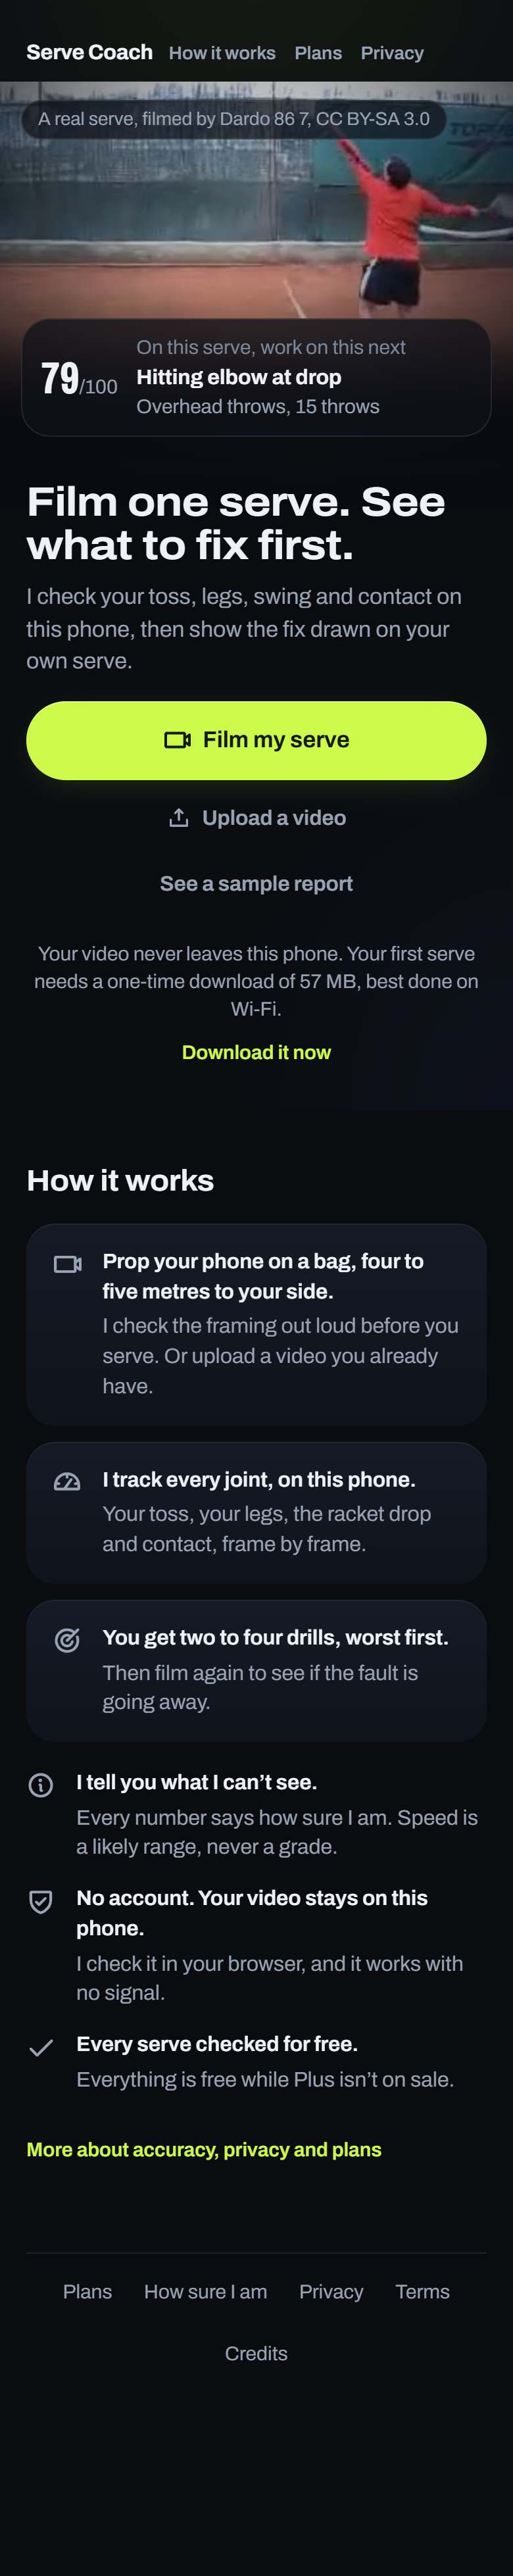 Serve Coach How it works Plans Privacy
A real serve, filmed by Dardo 86 7, CC BY-SA 3.0
On this serve, work on this next
79/100 Hitting elbow at drop
Overhead throws, 15 throws
Film one serve. See
what to fix first.
I check your toss, legs, swing and contact on
this phone, then show the fix drawn on your
own serve.
Film my serve
Upload a video
See a sample report
Your video never leaves this phone. Your first serve
needs a one-time download of 57 MB, best done on
Wi-Fi.
Download it now
How it works
Prop your phone on a bag, four to
five metres to your side.
I check the framing out loud before you
serve. Or upload a video you already
have.
I track every joint, on this phone.
Your toss, your legs, the racket drop
and contact, frame by frame.
You get two to four drills, worst first.
Then film again to see if the fault is
going away.
I tell you what I can’t see.
Every number says how sure I am. Speed is
a likely range, never a grade.
No account. Your video stays on this
phone.
I check it in your browser, and it works with
no signal.
Every serve checked for free.
Everything is free while Plus isn’t on sale.
More about accuracy, privacy and plans
Plans How sure I am Privacy Terms
Credits